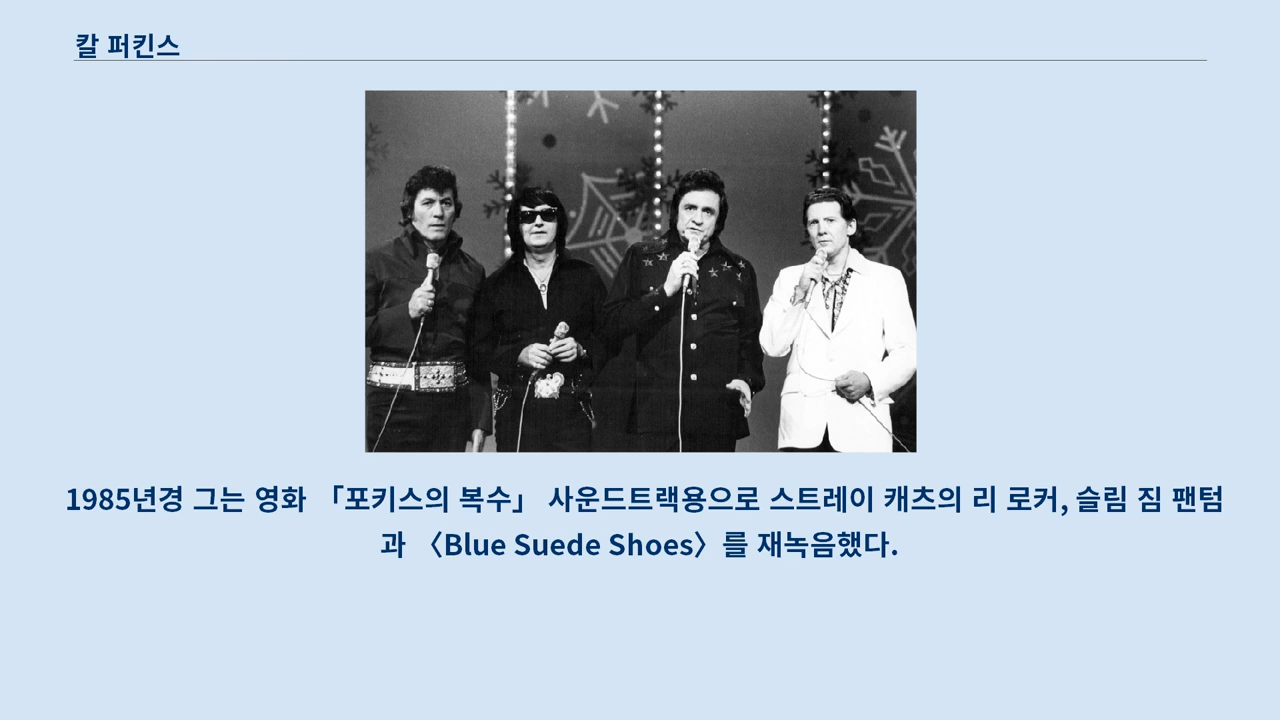 칼 퍼킨스
1985년경 그는 영화 「포키스의 복수」 사운드트랙용으로 스트레이 캐츠의 리 로커, 슬림 짐 팬텀
과 〈Blue Suede Shoes〉를 재녹음했다.